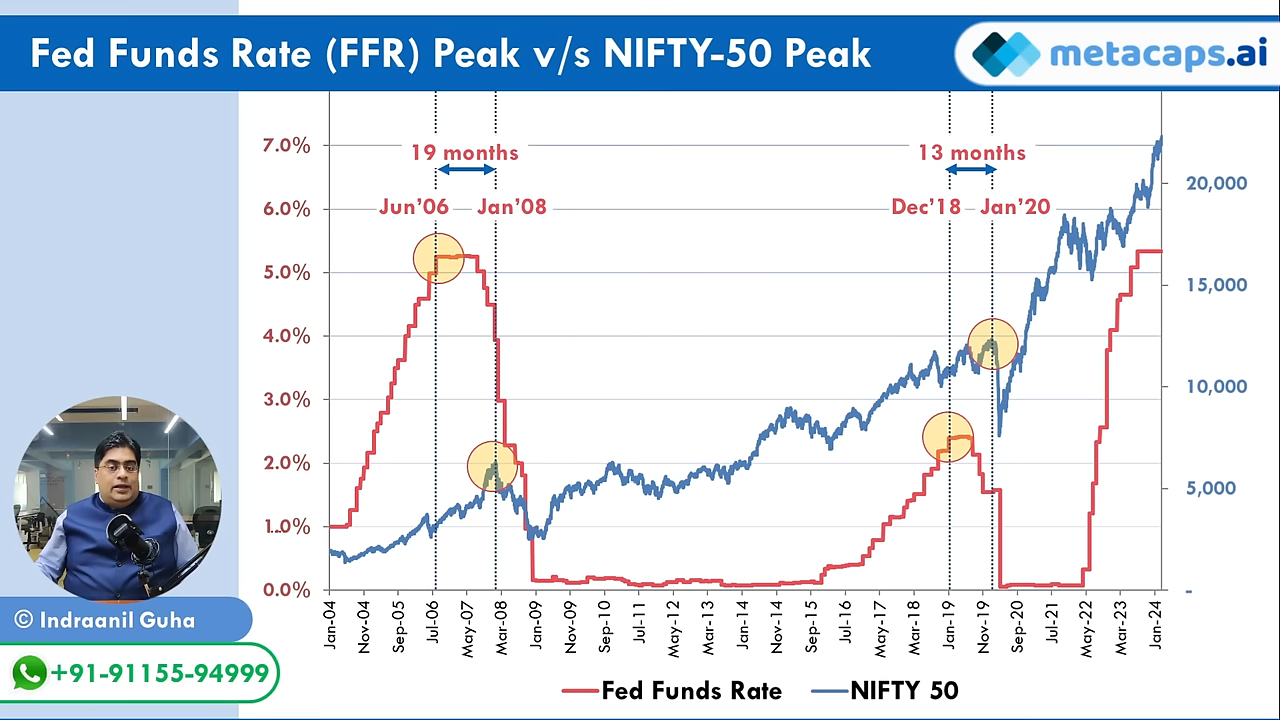 Fed Funds Rate (FFR) Peak v/s NIFTY-50 Peak
metacaps.ai
19 months
13 months
Jun’06
Jan’08
Dec’18
Jan’20
7.0%
6.0%
5.0%
4.0%
3.0%
2.0%
1.0%
0.0%
20,000
15,000
10,000
5,000
-
Jan-04
Nov-04
Sep-05
Jul-06
May-07
Mar-08
Jan-09
Nov-09
Sep-10
Jul-11
May-12
Mar-13
Jan-14
Nov-14
Sep-15
Jul-16
May-17
Mar-18
Jan-19
Nov-19
Sep-20
Jul-21
May-22
Mar-23
Jan-24
Fed Funds Rate
NIFTY 50
© Indraanil Guha
+91-91155-94999